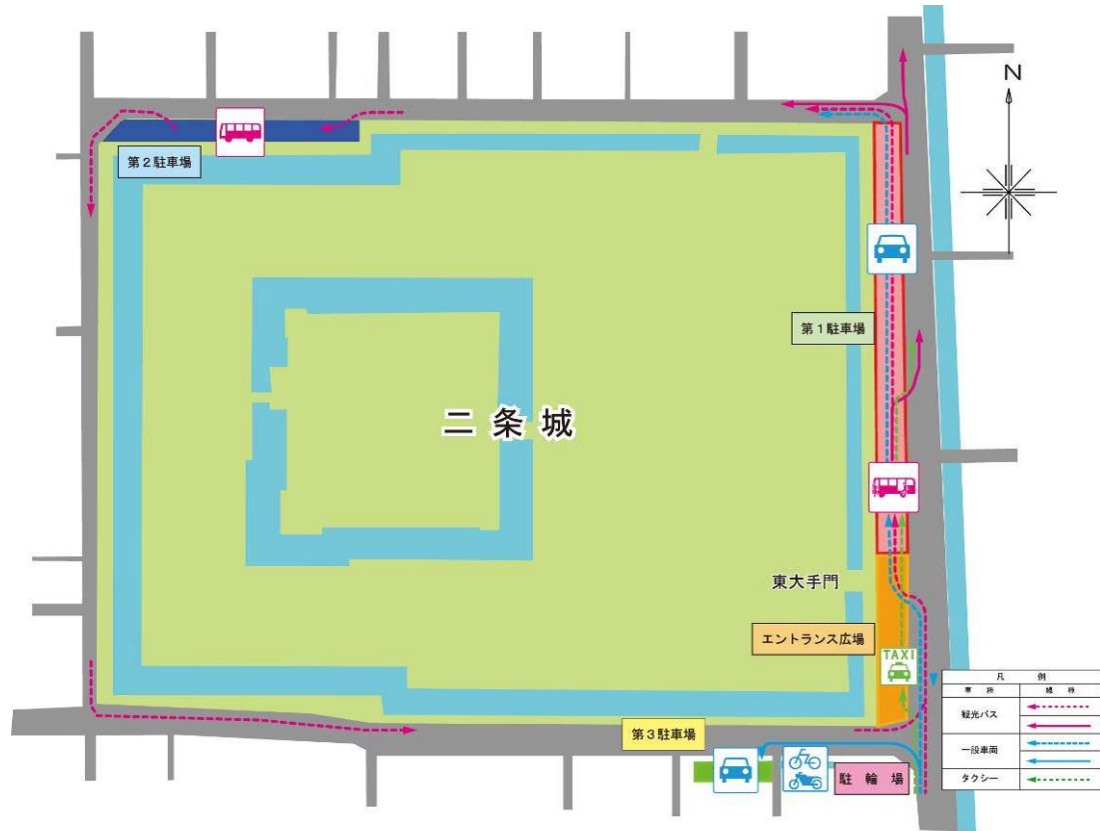 N
第2駐車場
第1駐車場
二条城
東大手門
エントランス広場
TAXI
第3駐車場
駐輪場
凡 例
車 種
線 種
観光バス
一般車両
タクシー